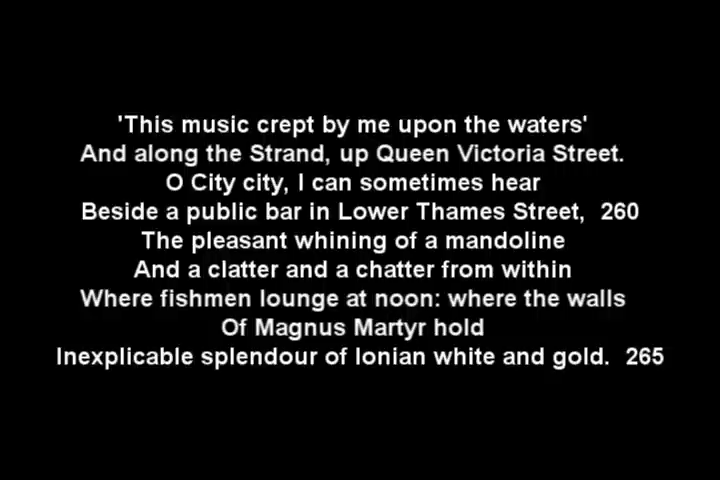 'This music crept by me upon the waters'
And along the Strand, up Queen Victoria Street.
O City city, I can sometimes hear
Beside a public bar in Lower Thames Street,  260
The pleasant whining of a mandoline
And a clatter and a chatter from within
Where fishmen lounge at noon: where the walls
Of Magnus Martyr hold
Inexplicable splendour of Ionian white and gold.  265